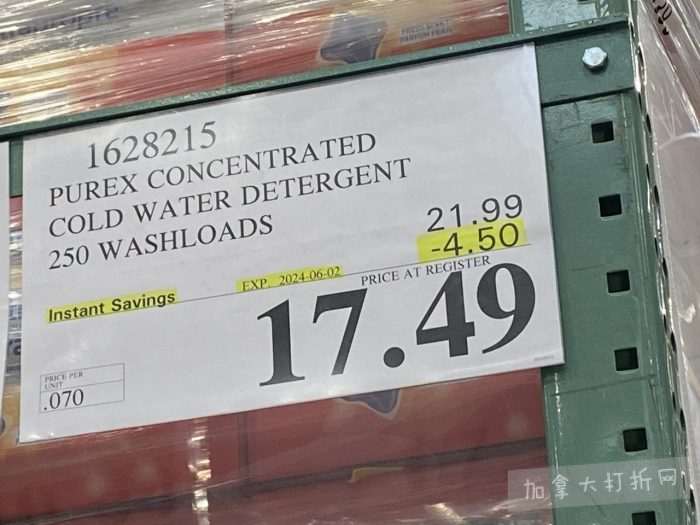 1628215
PUREX CONCENTRATED
COLD WATER DETERGENT
250 WASHLOADS
21.99
-4.50
Instant Savings
EXP. 2024-06-02
PRICE AT REGISTER
17.49
PRICE PER
UNIT
.070
加拿大打折网